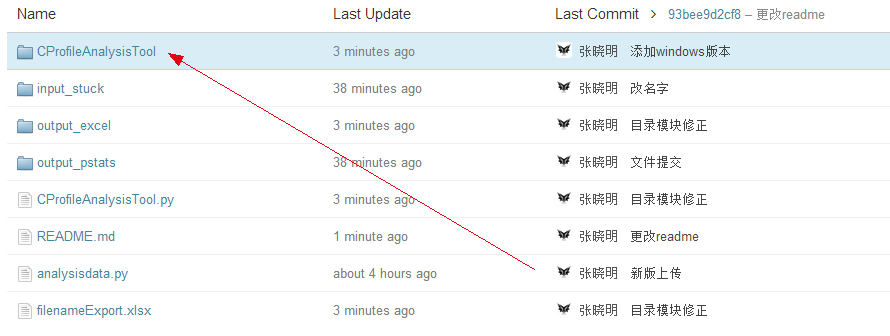 Name Last Update Last Commit > 93bee9d2cf8 – 更改readme
CProfileAnalysisTool 3 minutes ago 张晓明 添加windows版本
input_stuck 38 minutes ago 张晓明 改名字
output_excel 3 minutes ago 张晓明 目录模块修正
output_pstats 38 minutes ago 张晓明 文件提交
CProfileAnalysisTool.py 3 minutes ago 张晓明 目录模块修正
README.md 1 minute ago 张晓明 更改readme
analysisdata.py about 4 hours ago 张晓明 新版上传
filenameExport.xlsx 3 minutes ago 张晓明 目录模块修正